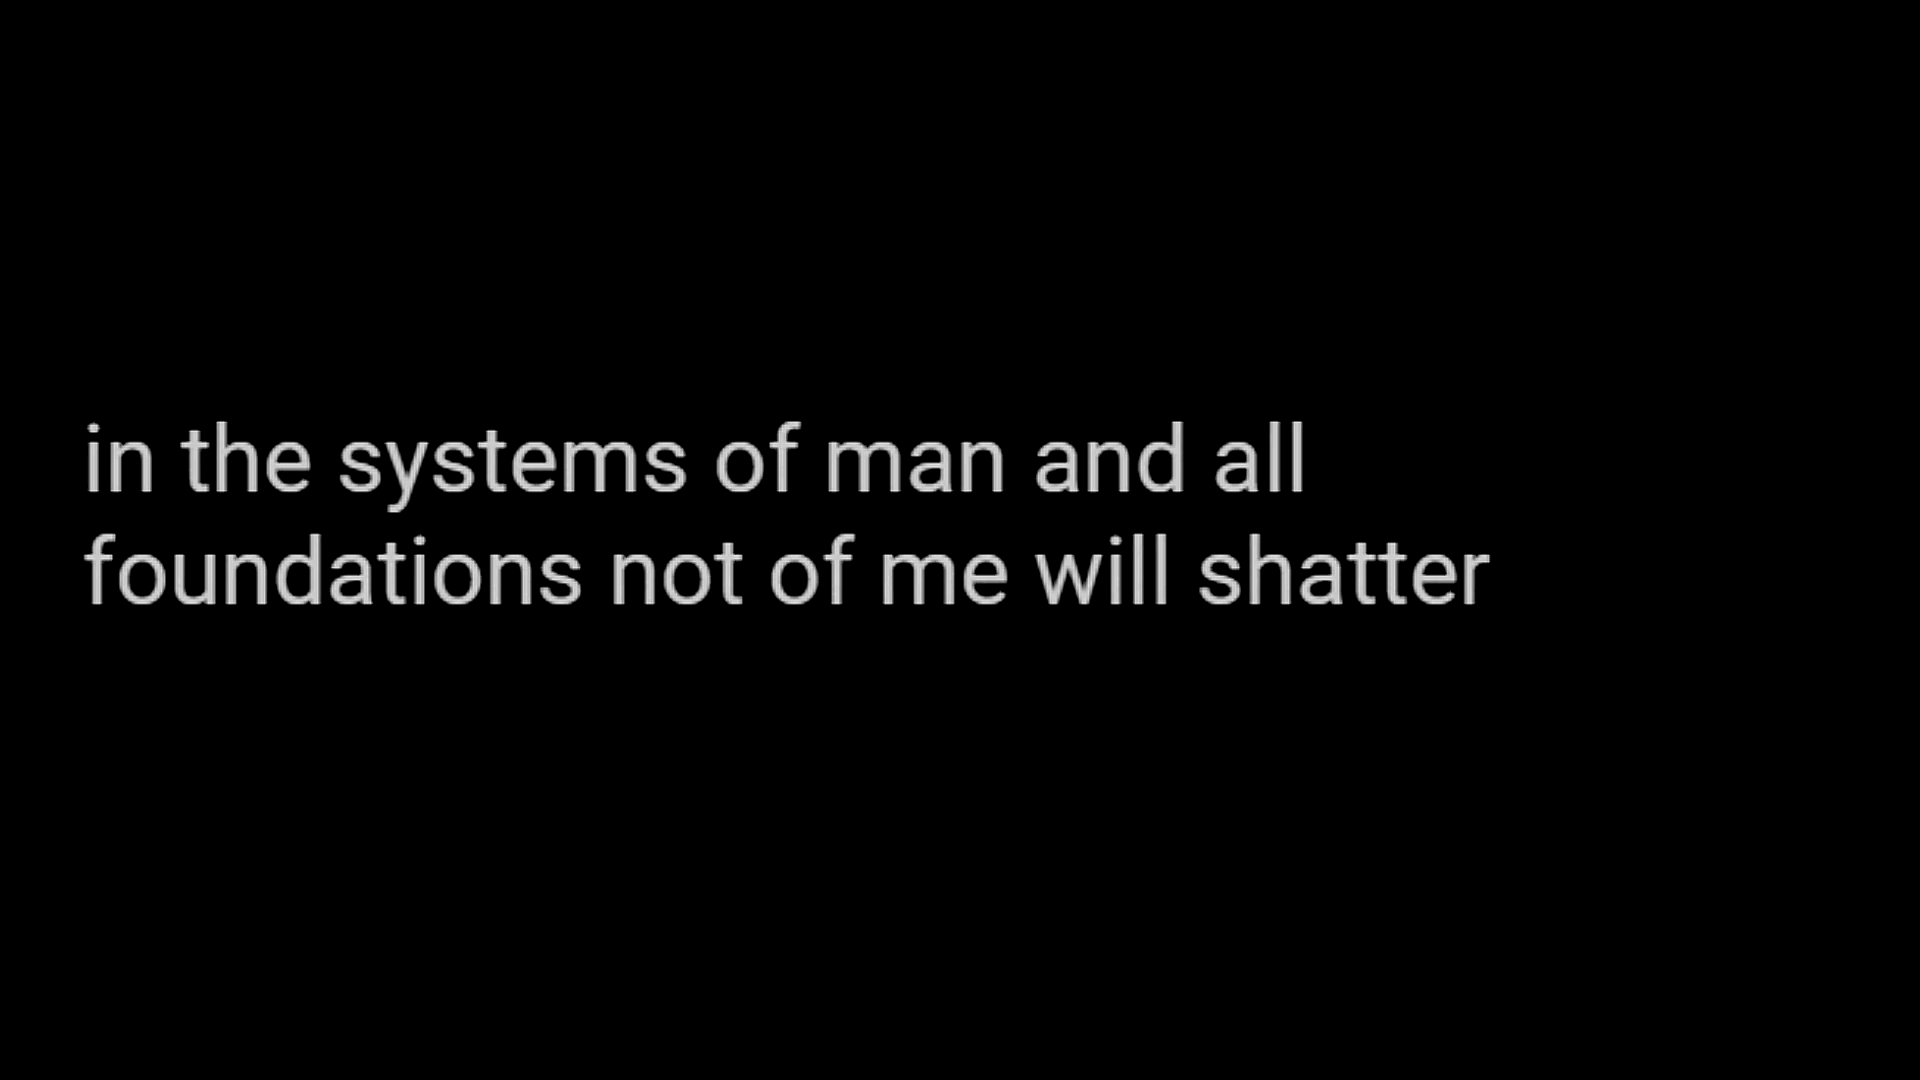 in the systems of man and all
foundations not of me will shatter